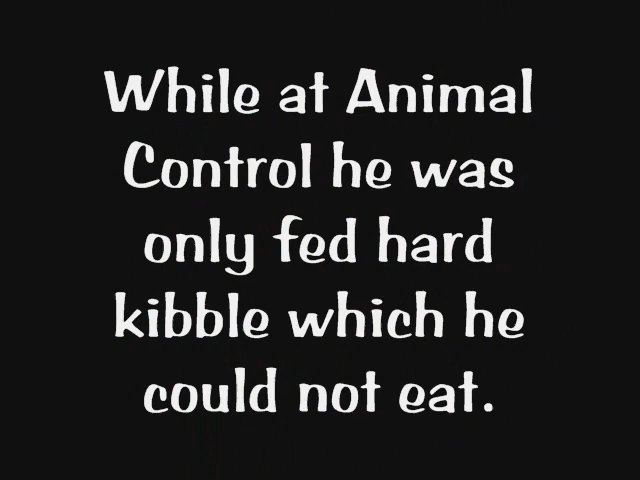 While at Animal
Control he was
only fed hard
kibble which he
could not eat.